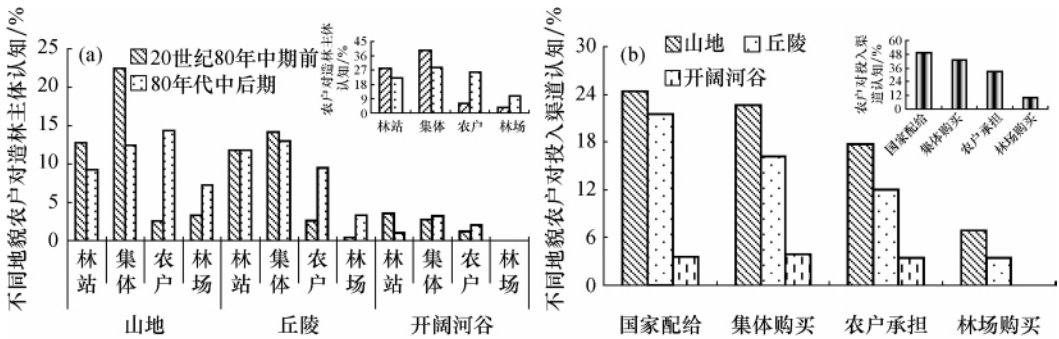 不同地貌农户对造林主体认知/%
25
20
15
10
5
0
(a)
20世纪80年中期前
80年代中后期
农户对造林主体
认知/%
45
36
27
18
9
0
林站 集体 农户 林场
林站 集体 农户 林场 林站 集体 农户 林场 林站 集体 农户 林场
山地 丘陵 开阔河谷
不同地貌农户对投入渠道认知/%
30
24
18
12
6
0
(b)
山地 丘陵
开阔河谷
农户对投入渠
道认知/%
60
48
36
24
12
0
国家配给 集体购买 农户承担 林场购买
国家配给 集体购买 农户承担 林场购买